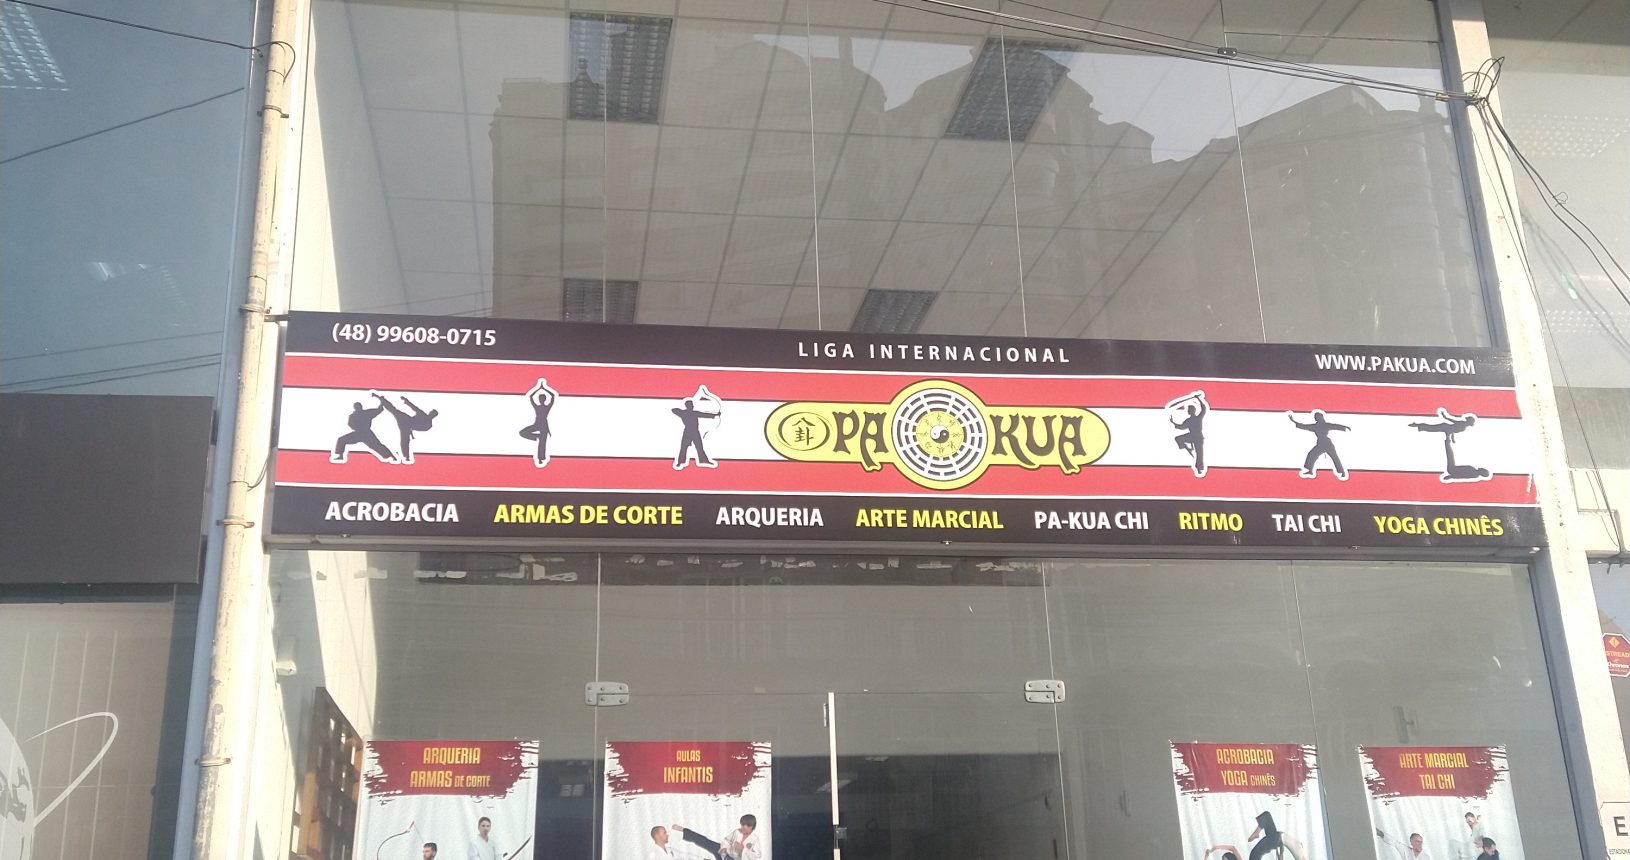 (48) 99608-0715
LIGA INTERNACIONAL
WWW.PAKUA.COM
八卦
PA KUA
ACROBACIA ARMAS DE CORTE ARQUERIA ARTE MARCIAL PA-KUA CHI RITMO TAI CHI YOGA CHINÊS
ARQUERIA
ARMAS DE CORTE
AULAS
INFANTIS
ACROBACIA
YOGA CHINÊS
ARTE MARCIAL
TAI CHI